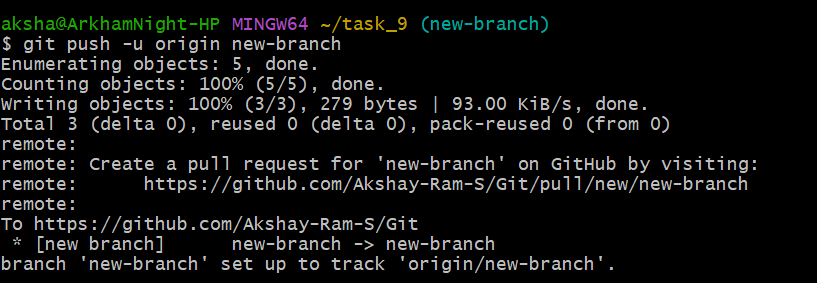 aksha@ArkhamNight-HP MINGW64 ~/task_9 (new-branch)
$ git push -u origin new-branch
Enumerating objects: 5, done.
Counting objects: 100% (5/5), done.
Writing objects: 100% (3/3), 279 bytes | 93.00 KiB/s, done.
Total 3 (delta 0), reused 0 (delta 0), pack-reused 0 (from 0)
remote:
remote: Create a pull request for 'new-branch' on GitHub by visiting:
remote:      https://github.com/Akshay-Ram-S/Git/pull/new/new-branch
remote:
To https://github.com/Akshay-Ram-S/Git
 * [new branch]      new-branch -> new-branch
branch 'new-branch' set up to track 'origin/new-branch'.